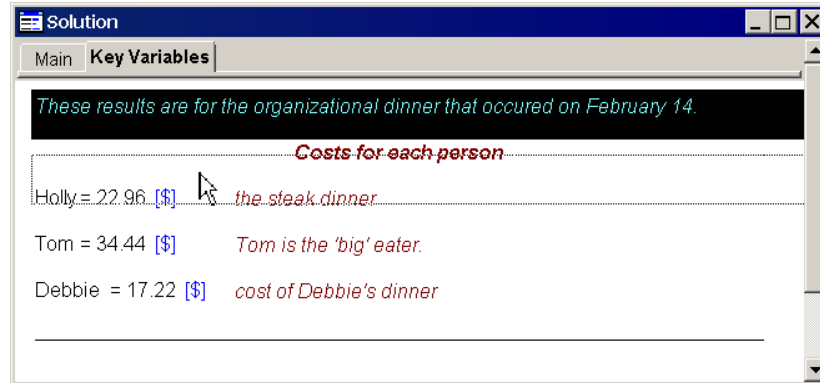 Solution
Main Key Variables
These results are for the organizational dinner that occured on February 14.
Costs for each person
Holly = 22.96 [$] the steak dinner
Tom = 34.44 [$] Tom is the 'big' eater.
Debbie = 17.22 [$] cost of Debbie's dinner